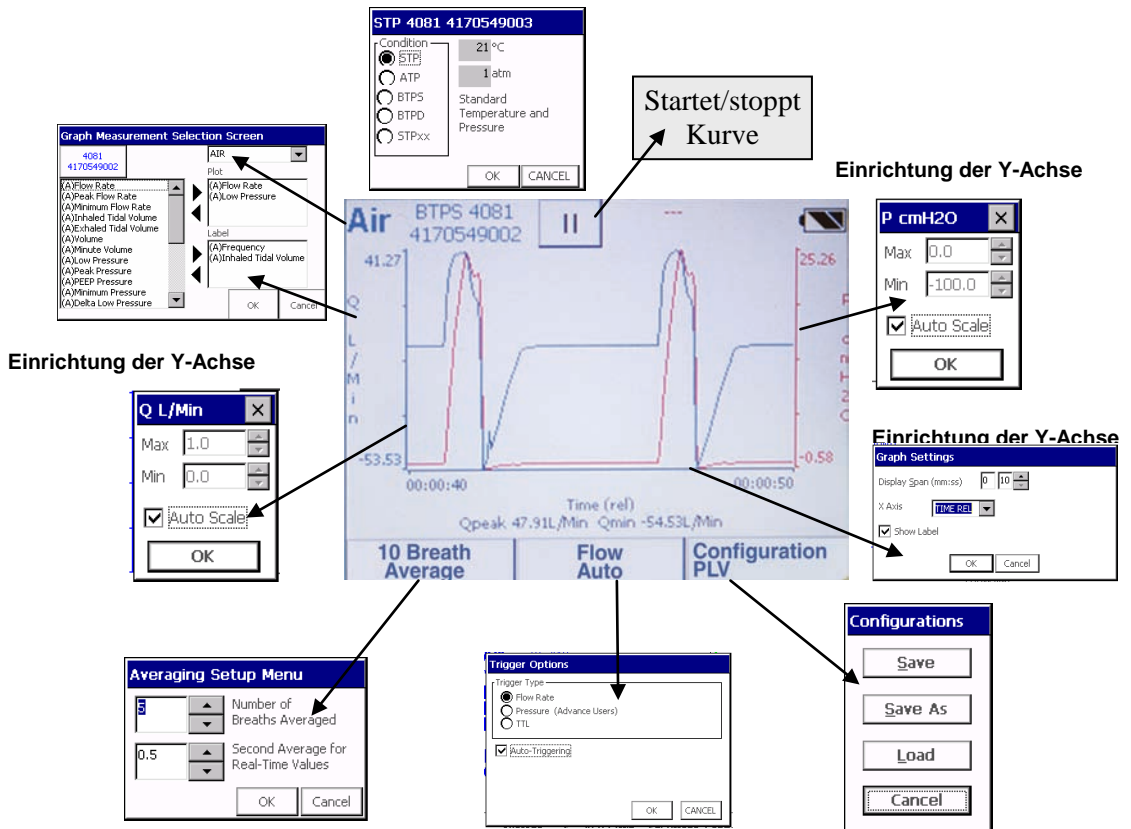 STP 4081 4170549003
Condition
STP
ATP
BTPS
BTPD
STPxx
21 °C
1 atm
Standard
Temperature and
Pressure
OK CANCEL
Startet/stoppt
Kurve
Graph Measurement Selection Screen
4081
4170549002
AIR
Plot
(A)Flow Rate
(A)Peak Flow Rate
(A)Minimum Flow Rate
(A)Inhaled Tidal Volume
(A)Exhaled Tidal Volume
(A)Volume
(A)Minute Volume
(A)Low Pressure
(A)Peak Pressure
(A)PEEP Pressure
(A)Minimum Pressure
(A)Delta Low Pressure
(A)Flow Rate
(A)Low Pressure
Label
(A)Frequency
(A)Inhaled Tidal Volume
OK Cancel
Einrichtung der Y-Achse
P cmH2O
Max 0.0
Min -100.0
Auto Scale
OK
Air
BTPS 4081
4170549002
---
41.27
25.26
Q L/Min
P cmH2O
-53.53
-0.58
00:00:40
00:00:50
Time (rel)
Qpeak 47.91L/Min Qmin -54.53L/Min
10 Breath
Average
Flow
Auto
Configuration
PLV
Einrichtung der Y-Achse
Q L/Min
Max 1.0
Min 0.0
Auto Scale
OK
Einrichtung der Y-Achse
Graph Settings
Display Span (mm:ss) 0 10
X Axis TIME REL
Show Label
OK Cancel
Averaging Setup Menu
5
Number of
Breaths Averaged
0.5
Second Average for
Real-Time Values
OK Cancel
Trigger Options
Trigger Type
Flow Rate
Pressure (Advance Users)
TTL
Auto-Triggering
OK CANCEL
Configurations
Save
Save As
Load
Cancel